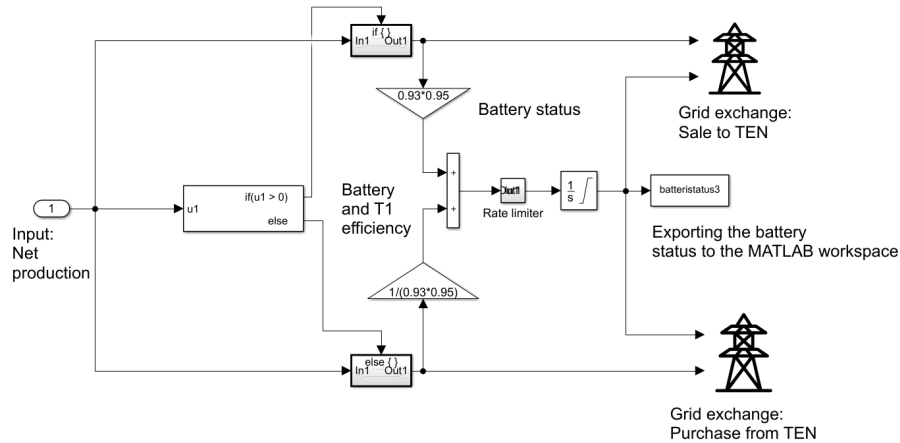 if { }
In1 Out1
0.93*0.95
Battery status
Grid exchange:
Sale to TEN
1
Input:
Net
production
u1
if(u1 > 0)
else
Battery
and T1
efficiency
+
+
Rate limiter
1
s
batteristatus3
Exporting the battery
status to the MATLAB workspace
1/(0.93*0.95)
else { }
In1 Out1
Grid exchange:
Purchase from TEN